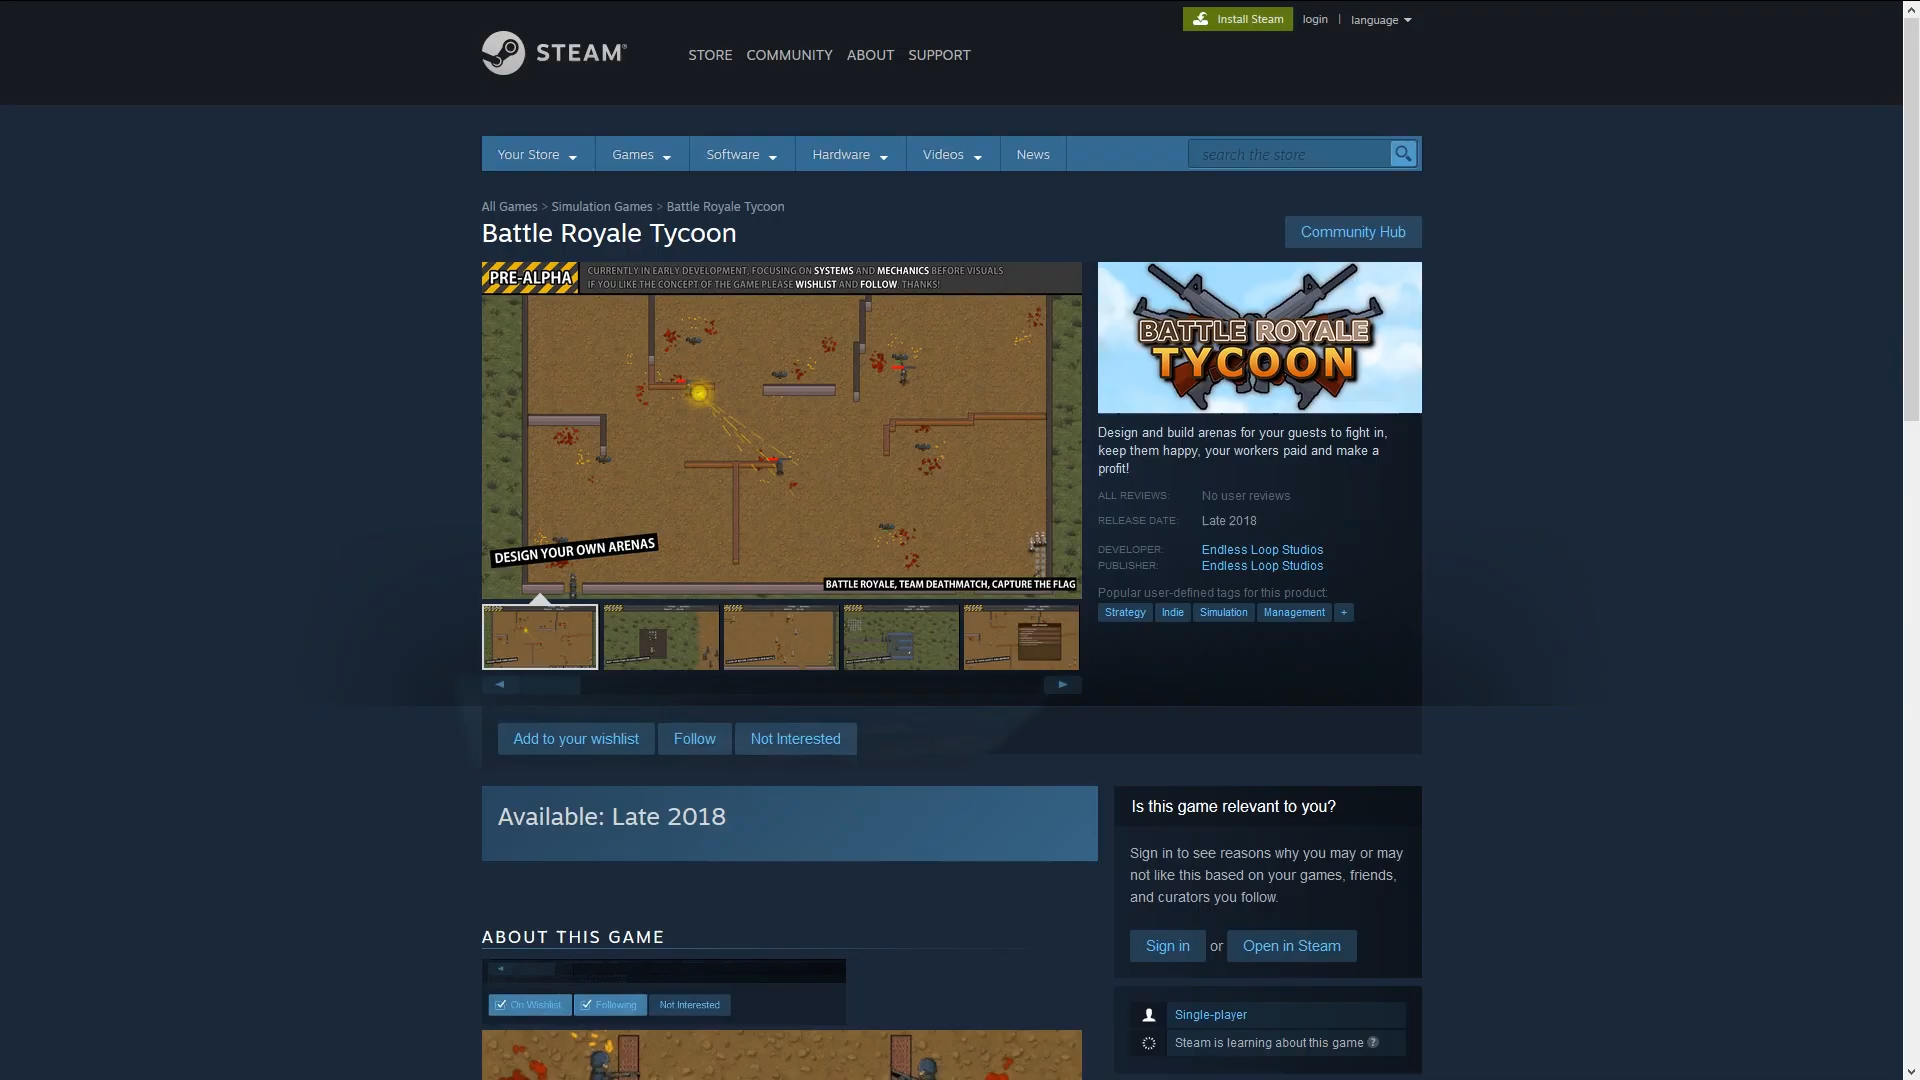 Install Steam login | language
STEAM® STORE COMMUNITY ABOUT SUPPORT
Your Store Games Software Hardware Videos News search the store
All Games > Simulation Games > Battle Royale Tycoon
Battle Royale Tycoon
Community Hub
PRE-ALPHA
CURRENTLY IN EARLY DEVELOPMENT, FOCUSING ON SYSTEMS AND MECHANICS BEFORE VISUALS
IF YOU LIKE THE CONCEPT OF THE GAME PLEASE WISHLIST AND FOLLOW. THANKS!
DESIGN YOUR OWN ARENAS
BATTLE ROYALE, TEAM DEATHMATCH, CAPTURE THE FLAG
BATTLE ROYALE
TYCOON
Design and build arenas for your guests to fight in,
keep them happy, your workers paid and make a
profit!
ALL REVIEWS: No user reviews
RELEASE DATE: Late 2018
DEVELOPER: Endless Loop Studios
PUBLISHER: Endless Loop Studios
Popular user-defined tags for this product:
Strategy Indie Simulation Management +
Add to your wishlist Follow Not Interested
Available: Late 2018
Is this game relevant to you?
Sign in to see reasons why you may or may
not like this based on your games, friends,
and curators you follow.
Sign in or Open in Steam
ABOUT THIS GAME
On Wishlist Following Not Interested
Single-player
Steam is learning about this game ?